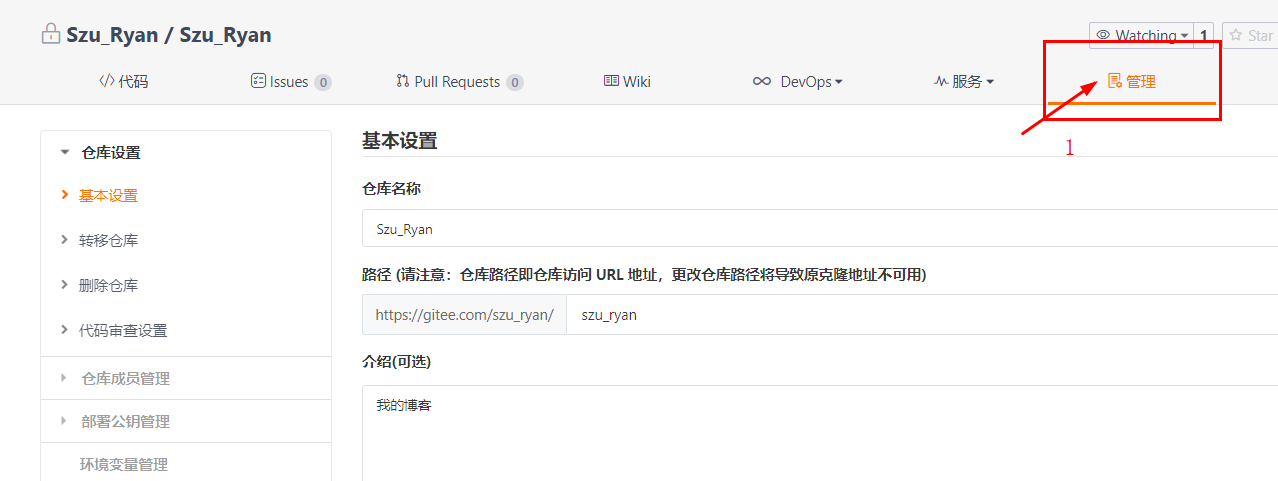 Szu_Ryan / Szu_Ryan
Watching 1 Star
代码 Issues 0 Pull Requests 0 Wiki DevOps 服务 管理
1
仓库设置
基本设置
转移仓库
删除仓库
代码审查设置
仓库成员管理
部署公钥管理
环境变量管理
基本设置
仓库名称
Szu_Ryan
路径 (请注意：仓库路径即仓库访问 URL 地址，更改仓库路径将导致原克隆地址不可用)
https://gitee.com/szu_ryan/ szu_ryan
介绍(可选)
我的博客